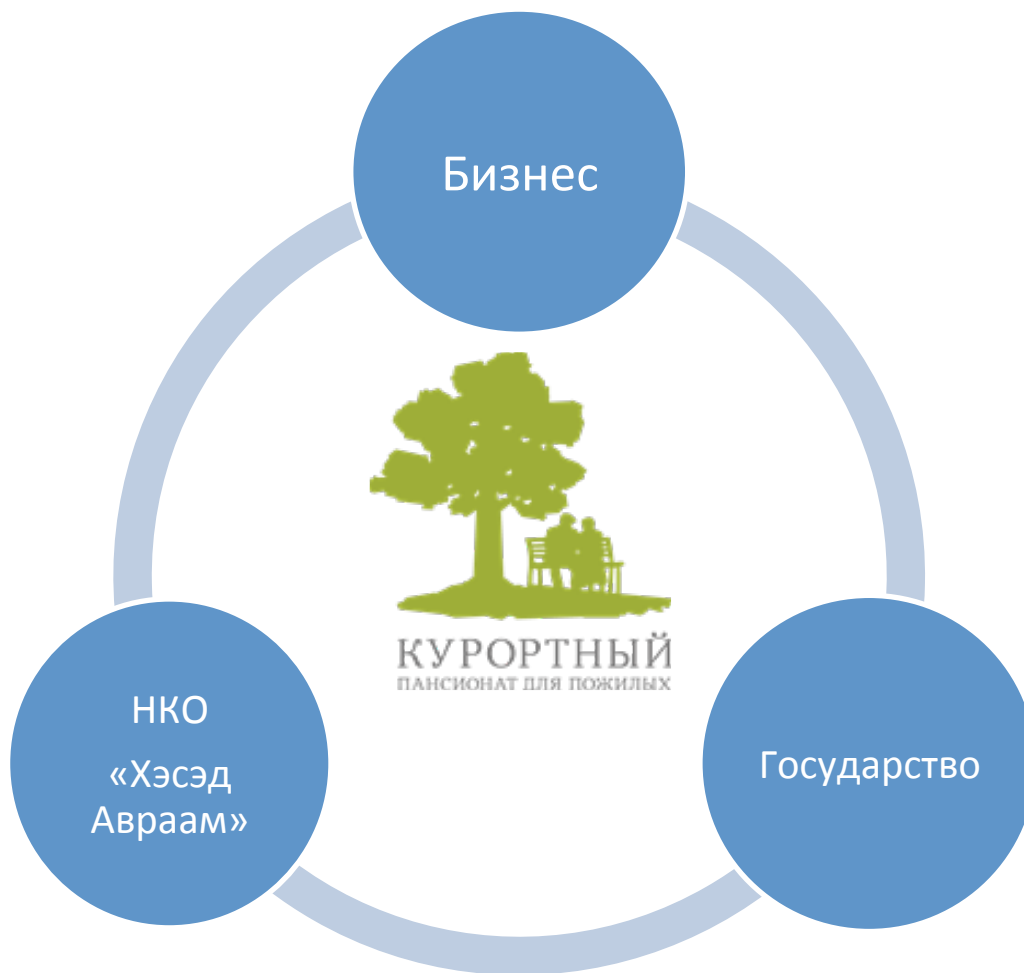 Бизнес
КУРОРТНЫЙ
ПАНСИОНАТ ДЛЯ ПОЖИЛЫХ
НКО
«Хэсэд
Авраам»
Государство